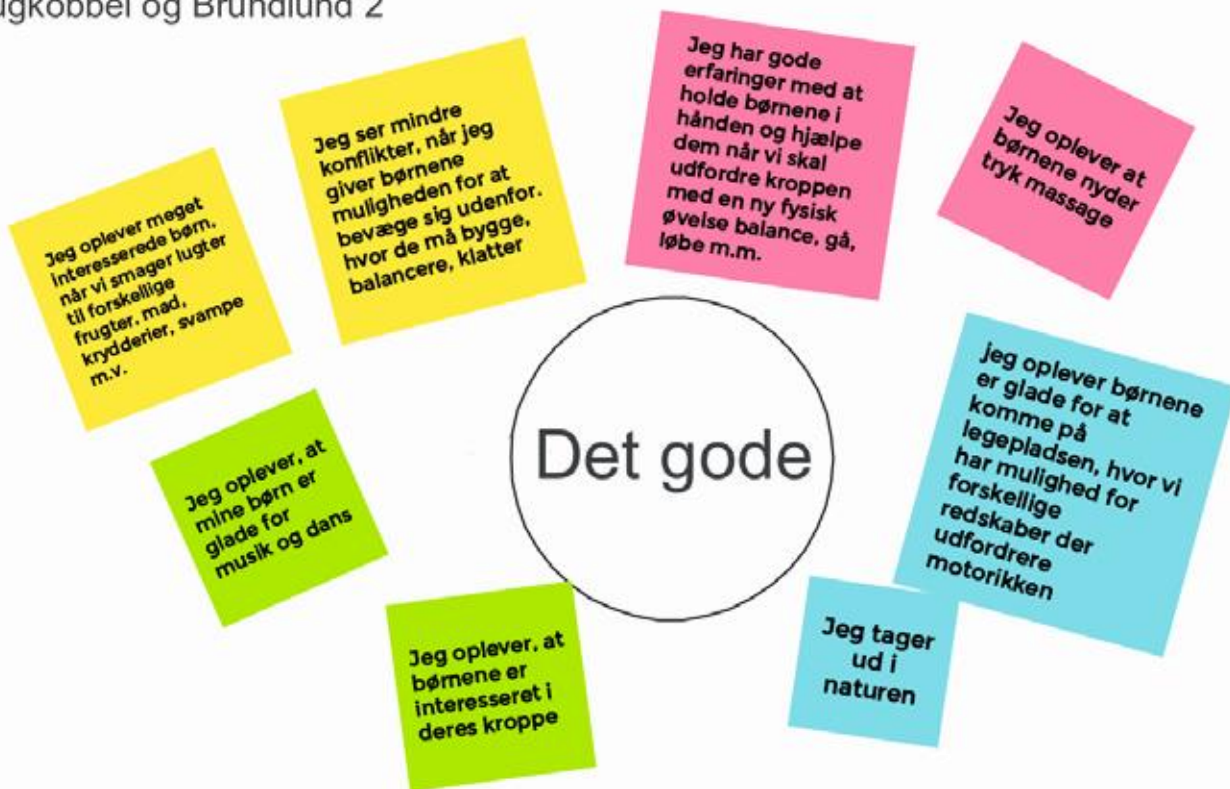 og Brundlund 2
Jeg oplever meget
interesserede børn,
når vi smager lugter
til forskellige
frugter, mad,
krydderier, svampe
m.v.
Jeg ser mindre
konflikter, når jeg
giver børnene
muligheden for at
bevæge sig udenfor.
hvor de må bygge,
balancere, klatter
Jeg har gode
erfaringer med at
holde børnene i
hånden og hjælpe
dem når vi skal
udfordre kroppen
med en ny fysisk
øvelse balance, gå,
løbe m.m.
Jeg oplever at
børnene nyder
tryk massage
Jeg oplever, at
mine børn er
glade for
musik og dans
Det gode
jeg oplever børnene
er glade for at
komme på
legepladsen, hvor vi
har mulighed for
forskellige
redskaber der
udfordrere
motorikken
Jeg oplever, at
børnene er
interesseret i
deres kroppe
Jeg tager
ud i
naturen